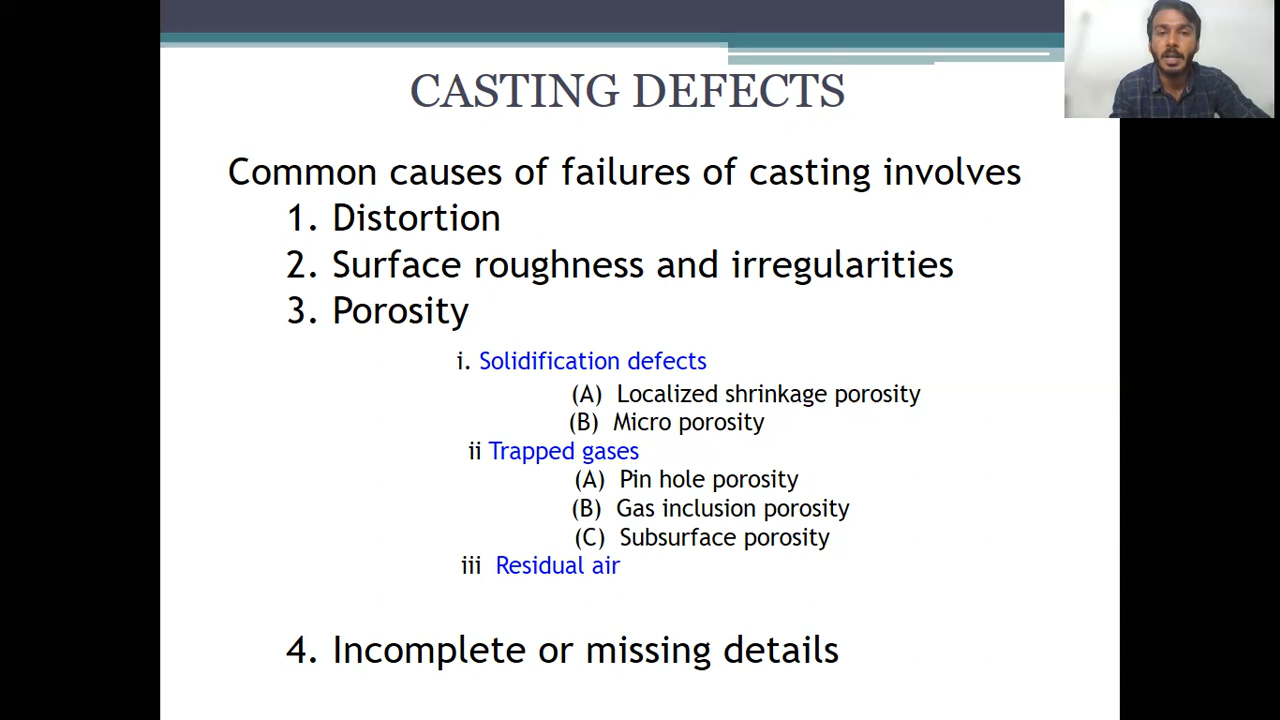 CASTING DEFECTS
Common causes of failures of casting involves
1. Distortion
2. Surface roughness and irregularities
3. Porosity
i. Solidification defects
(A) Localized shrinkage porosity
(B) Micro porosity
ii Trapped gases
(A) Pin hole porosity
(B) Gas inclusion porosity
(C) Subsurface porosity
iii Residual air
4. Incomplete or missing details